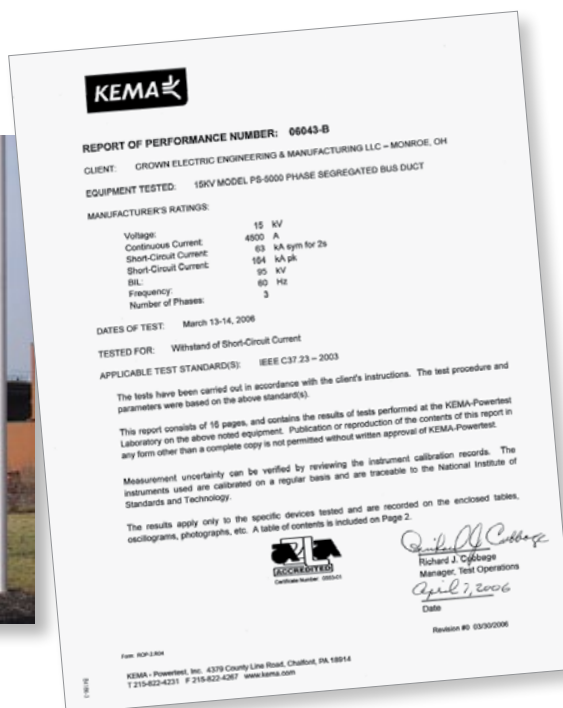 KEMA
REPORT OF PERFORMANCE NUMBER: 06043-B
CLIENT: CROWN ELECTRIC ENGINEERING & MANUFACTURING LLC – MONROE, OH
EQUIPMENT TESTED: 15KV MODEL PS-5000 PHASE SEGREGATED BUS DUCT
MANUFACTURER'S RATINGS:
Voltage: 15 kV
Continuous Current: 4500 A
Short-Circuit Current: 63 kA sym for 2s
Short-Circuit Current: 164 kA pk
BIL: 95 kV
Frequency: 60 Hz
Number of Phases: 3
DATES OF TEST: March 13-14, 2006
TESTED FOR: Withstand of Short-Circuit Current
APPLICABLE TEST STANDARD(S): IEEE C37.23 – 2003
The tests have been carried out in accordance with the client's instructions. The test procedure and
parameters were based on the above standard(s).
This report consists of 16 pages, and contains the results of tests performed at the KEMA-Powertest
Laboratory on the above noted equipment. Publication or reproduction of the contents of this report in
any form other than a complete copy is not permitted without written approval of KEMA-Powertest.
Measurement uncertainty can be verified by reviewing the instrument calibration records. The
instruments used are calibrated on a regular basis and are traceable to the National Institute of
Standards and Technology.
The results apply only to the specific devices tested and are recorded on the enclosed tables,
oscillograms, photographs, etc. A table of contents is included on Page 2.
ACCREDITED
Certificate Number
Richard J. Cubbage
Richard J. Cubbage
Manager, Test Operations
April 7, 2006
Date
Revision #0 03/30/2006
KEMA - Powertest, Inc. 4379 County Line Road, Chalfont, PA 18914
T 215-822-4231 F 215-822-4267 www.kema.com